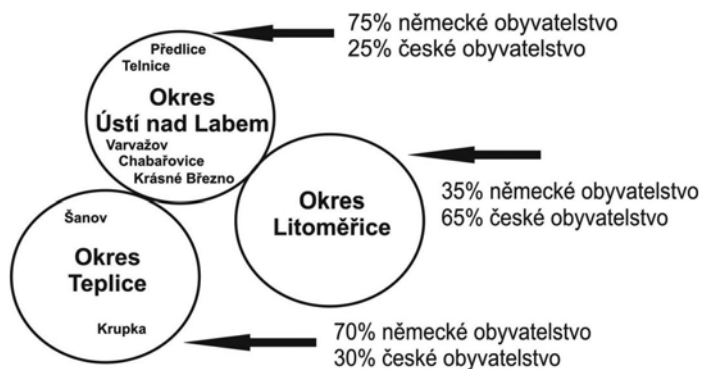 75% německé obyvatelstvo
25% české obyvatelstvo
Předlice
Telnice
Okres
Ústí nad Labem
Varvažov
Chabařovice
Krásné Březno
Okres
Litoměřice
35% německé obyvatelstvo
65% české obyvatelstvo
Šanov
Okres
Teplice
Krupka
70% německé obyvatelstvo
30% české obyvatelstvo